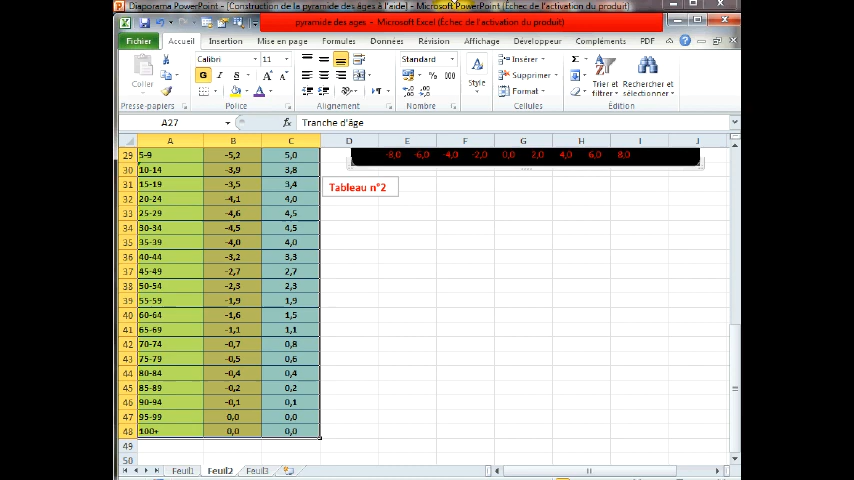 Diaporama PowerPoint - [Construction de la pyramide des âges à l'aide] - Microsoft PowerPoint (Échec de l'activation du produit)
pyramide des ages - Microsoft Excel (Échec de l'activation du produit)
Fichier Accueil Insertion Mise en page Formules Données Révision Affichage Développeur Compléments PDF
Coller Calibri 11 Standard Style Insérer Supprimer Format Trier et filtrer Rechercher et sélectionner
G I S A A % 000
Presse-papiers Police Alignement Nombre Cellules Édition
A27 fx Tranche d'âge
A B C D E F G H I J
29 5-9 -5,2 5,0 -8,0 -6,0 -4,0 -2,0 0,0 2,0 4,0 6,0 8,0
30 10-14 -3,9 3,8
31 15-19 -3,5 3,4 Tableau n°2
32 20-24 -4,1 4,0
33 25-29 -4,6 4,5
34 30-34 -4,5 4,5
35 35-39 -4,0 4,0
36 40-44 -3,2 3,3
37 45-49 -2,7 2,7
38 50-54 -2,3 2,3
39 55-59 -1,9 1,9
40 60-64 -1,6 1,5
41 65-69 -1,1 1,1
42 70-74 -0,7 0,8
43 75-79 -0,5 0,6
44 80-84 -0,4 0,4
45 85-89 -0,2 0,2
46 90-94 -0,1 0,1
47 95-99 0,0 0,0
48 100+ 0,0 0,0
49
50
Feuil1 Feuil2 Feuil3